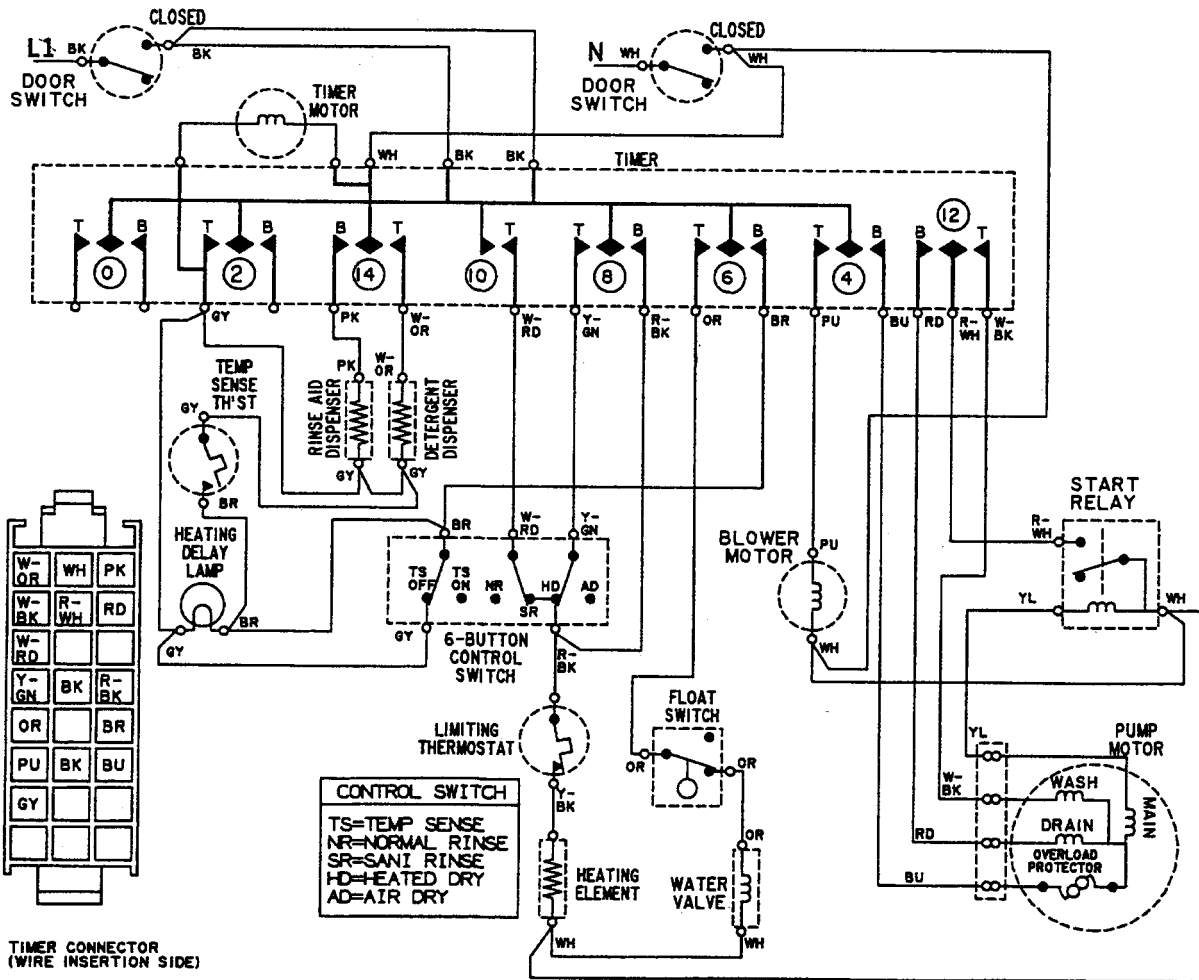 CLOSED
L1 BK
BK
DOOR
SWITCH
TIMER
MOTOR
CLOSED
N WH
WH
DOOR
SWITCH
WH
BK
BK
TIMER
T B
T B
B T
T
T B
T B
T B
B T
12
0
2
14
10
8
6
4
GY
PK
W-
OR
W-
RD
Y-
GN
R-
BK
OR
BR
PU
BU
RD
R-
WH
W-
BK
TEMP
SENSE
TH'ST
GY
BR
PK
W-
OR
RINSE AID
DISPENSER
DETERGENT
DISPENSER
GY
GY
HEATING
DELAY
LAMP
GY
BR
BR
W-
RD
Y-
GN
TS
OFF
TS
ON
NR
SR
HD
AD
GY
6-BUTTON
CONTROL
SWITCH
R-
BK
BLOWER
MOTOR
PU
WH
START
RELAY
R-
WH
YL
WH
LIMITING
THERMOSTAT
Y-
BK
FLOAT
SWITCH
OR
OR
OR
HEATING
ELEMENT
WATER
VALVE
WH
WH
YL
W-
BK
RD
BU
PUMP
MOTOR
WASH
DRAIN
MAIN
OVERLOAD
PROTECTOR
CONTROL SWITCH
TS=TEMP SENSE
NR=NORMAL RINSE
SR=SANI RINSE
HD=HEATED DRY
AD=AIR DRY
W-
OR
WH
PK
W-
BK
R-
WH
RD
W-
RD
Y-
GN
BK
R-
BK
OR
BR
PU
BK
BU
GY
TIMER CONNECTOR
(WIRE INSERTION SIDE)